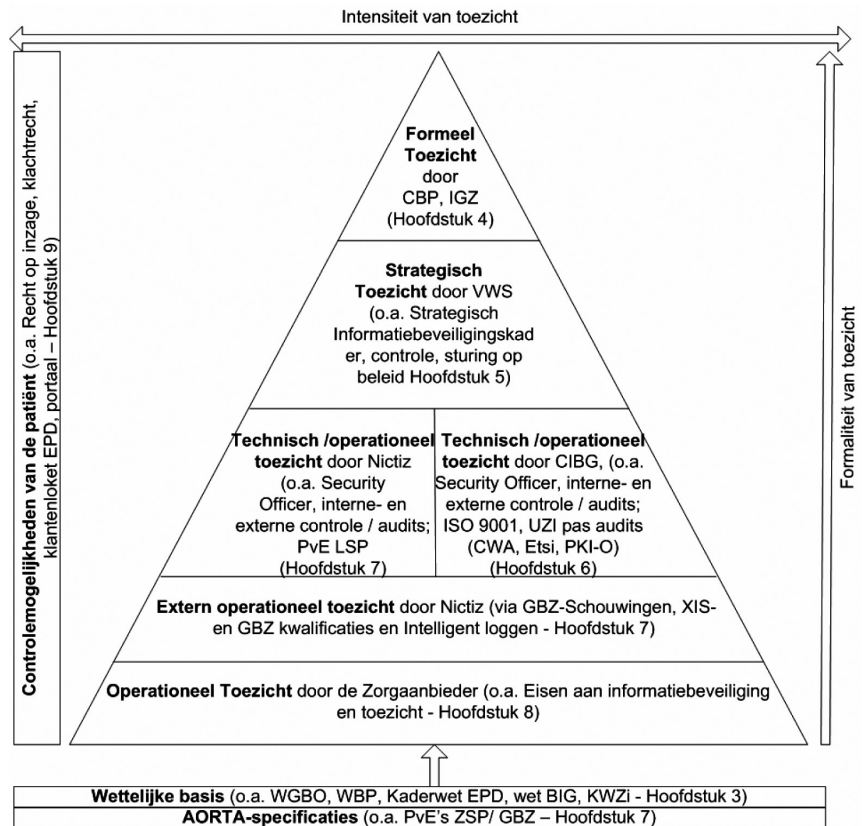 Intensiteit van toezicht
Controlemogelijkheden van de patiënt (o.a. Recht op inzage, klachtrecht,
klantenloket EPD, portaal – Hoofdstuk 9)
Formeel
Toezicht
door
CBP, IGZ
(Hoofdstuk 4)
Strategisch
Toezicht door VWS
(o.a. Strategisch
Informatiebeveiligingskad
er, controle, sturing op
beleid Hoofdstuk 5)
Technisch /operationeel
toezicht door Nictiz
(o.a. Security
Officer, interne- en
externe controle / audits;
PvE LSP
(Hoofdstuk 7)
Technisch /operationeel
toezicht door CIBG, (o.a.
Security Officer, interne- en
externe controle / audits;
ISO 9001, UZI pas audits
(CWA, Etsi, PKI-O)
(Hoofdstuk 6)
Extern operationeel toezicht door Nictiz (via GBZ-Schouwingen, XIS-
en GBZ kwalificaties en Intelligent loggen - Hoofdstuk 7)
Operationeel Toezicht door de Zorgaanbieder (o.a. Eisen aan informatiebeveiliging
en toezicht - Hoofdstuk 8)
Formaliteit van toezicht
Wettelijke basis (o.a. WGBO, WBP, Kaderwet EPD, wet BIG, KWZi - Hoofdstuk 3)
AORTA-specificaties (o.a. PvE's ZSP/ GBZ – Hoofdstuk 7)